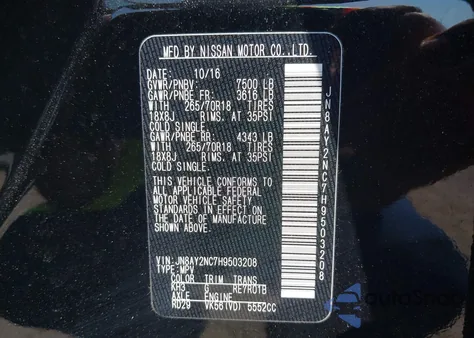 MFD BY NISSAN MOTOR CO.,LTD.
DATE: 10/16
GVWR/PNBV: 7500 LB
GAWR/PNBE FR: 3616 LB
WITH 265/70R18 TIRES
18X8J RIMS. AT 35PSI
COLD SINGLE.
GAWR/PNBE RR: 4343 LB
WITH 265/70R18 TIRES
18X8J RIMS. AT 35PSI
COLD SINGLE.
THIS VEHICLE CONFORMS TO
ALL APPLICABLE FEDERAL
MOTOR VEHICLE SAFETY
STANDARDS IN EFFECT ON
THE DATE OF MANUFACTURE
SHOWN ABOVE.
VIN:JN8AY2NC7H9503208
TYPE:MPV
COLOR TRIM TRANS
KH3 G RE7R01B
AXLE ENGINE
RD29 VK56(VD) 5552CC
JN8AY2NC7H9503208